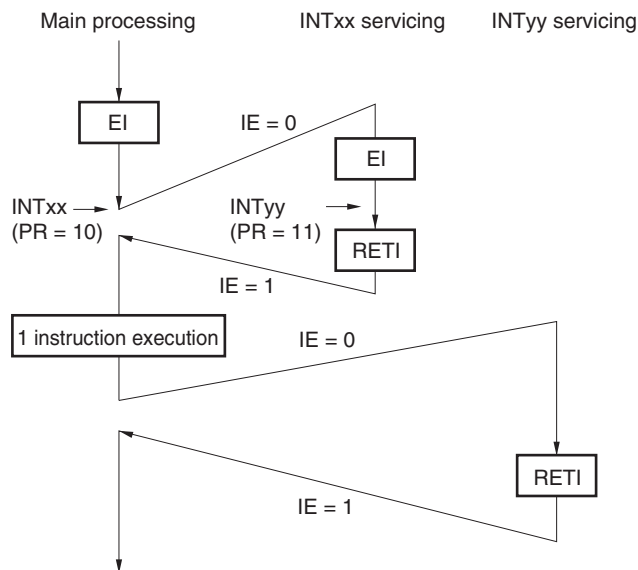 Main processing
INTxx servicing
INTyy servicing
EI
IE = 0
EI
INTxx
(PR = 10)
INTyy
(PR = 11)
RETI
IE = 1
1 instruction execution
IE = 0
RETI
IE = 1